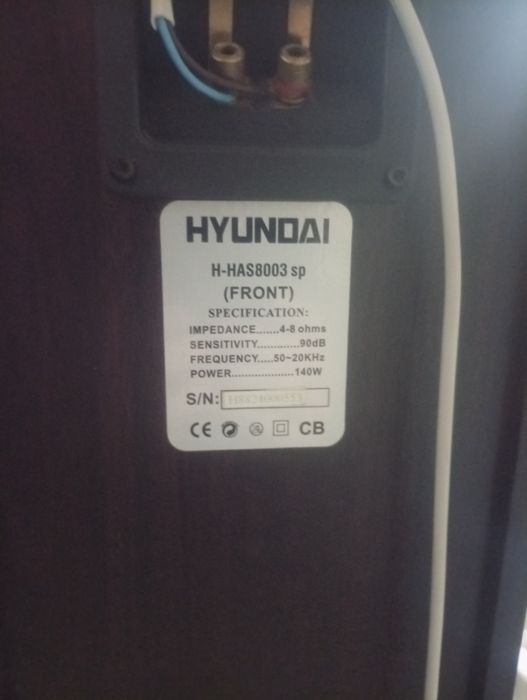 HYUNDAI
H-HAS8003 sp
(FRONT)
SPECIFICATION:
IMPEDANCE.......4-8 ohms
SENSITIVITY.............90dB
FREQUENCY.....50~20KHz
POWER...................140W
S/N:
CE CB